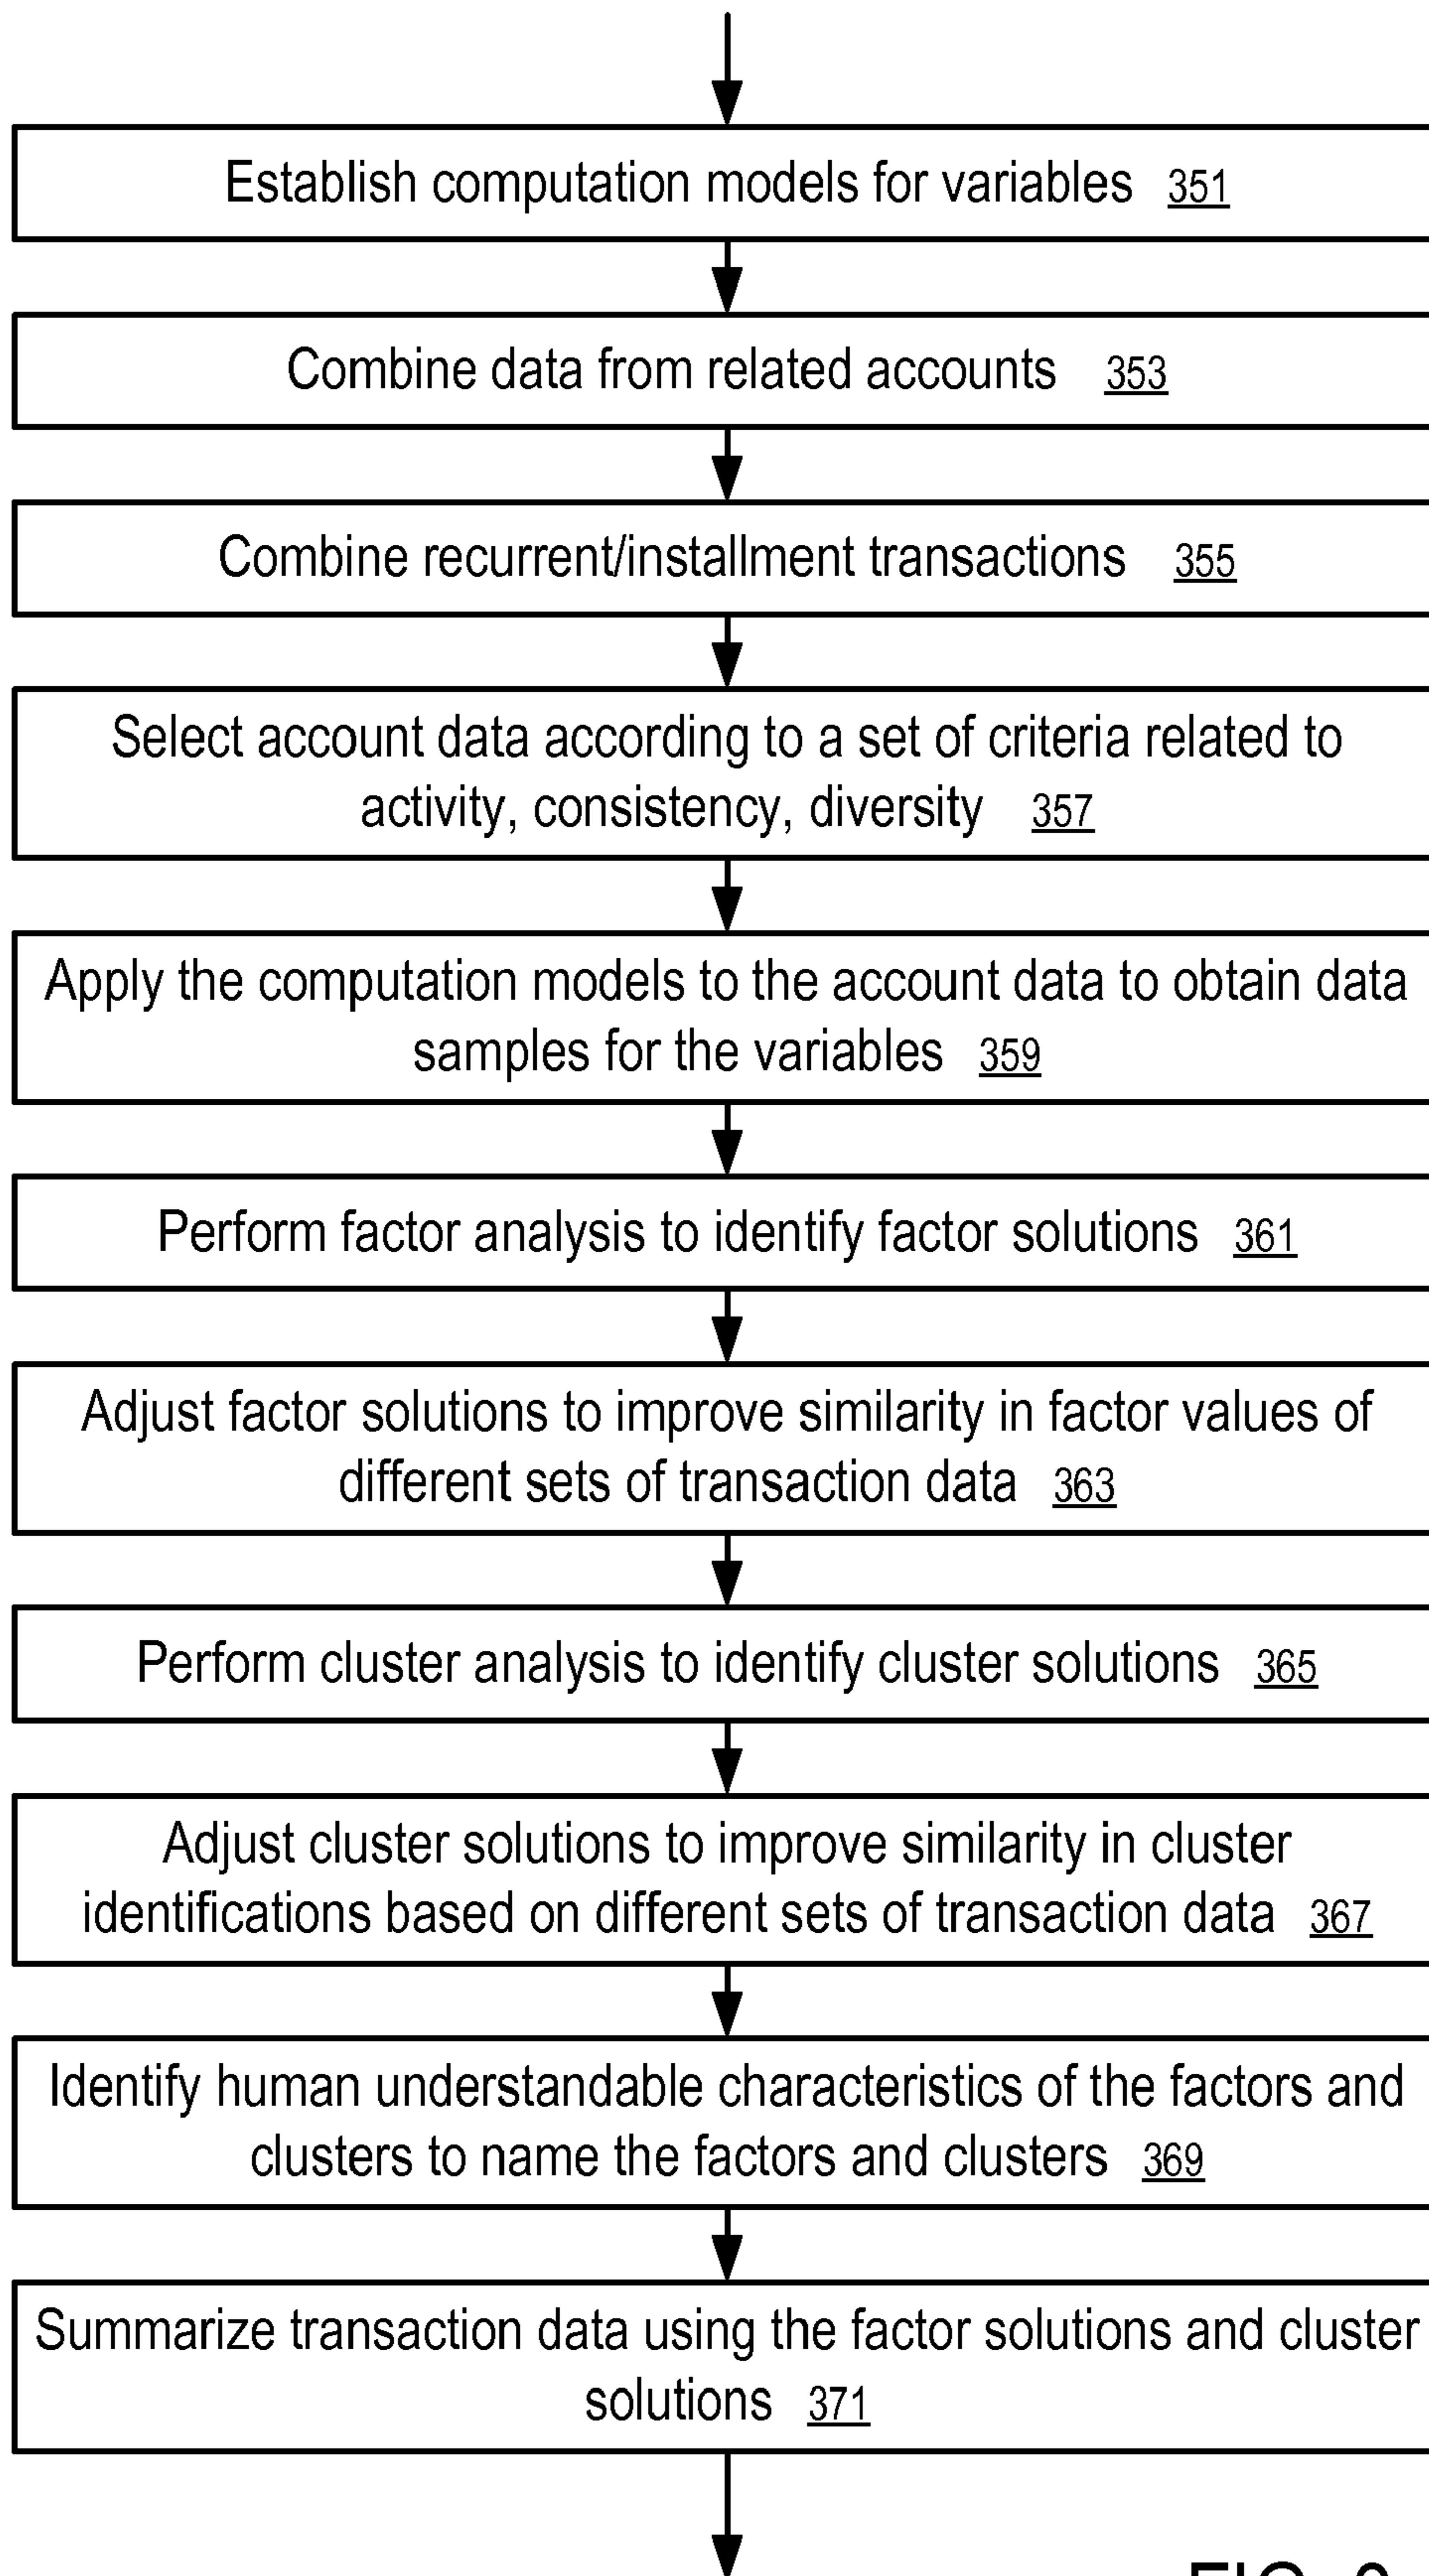 Establish computation models for variables 351
Combine data from related accounts 353
Combine recurrent/installment transactions 355
Select account data according to a set of criteria related to
activity, consistency, diversity 357
Apply the computation models to the account data to obtain data
samples for the variables 359
Perform factor analysis to identify factor solutions 361
Adjust factor solutions to improve similarity in factor values of
different sets of transaction data 363
Perform cluster analysis to identify cluster solutions 365
Adjust cluster solutions to improve similarity in cluster
identifications based on different sets of transaction data 367
Identify human understandable characteristics of the factors and
clusters to name the factors and clusters 369
Summarize transaction data using the factor solutions and cluster
solutions 371
FIG.